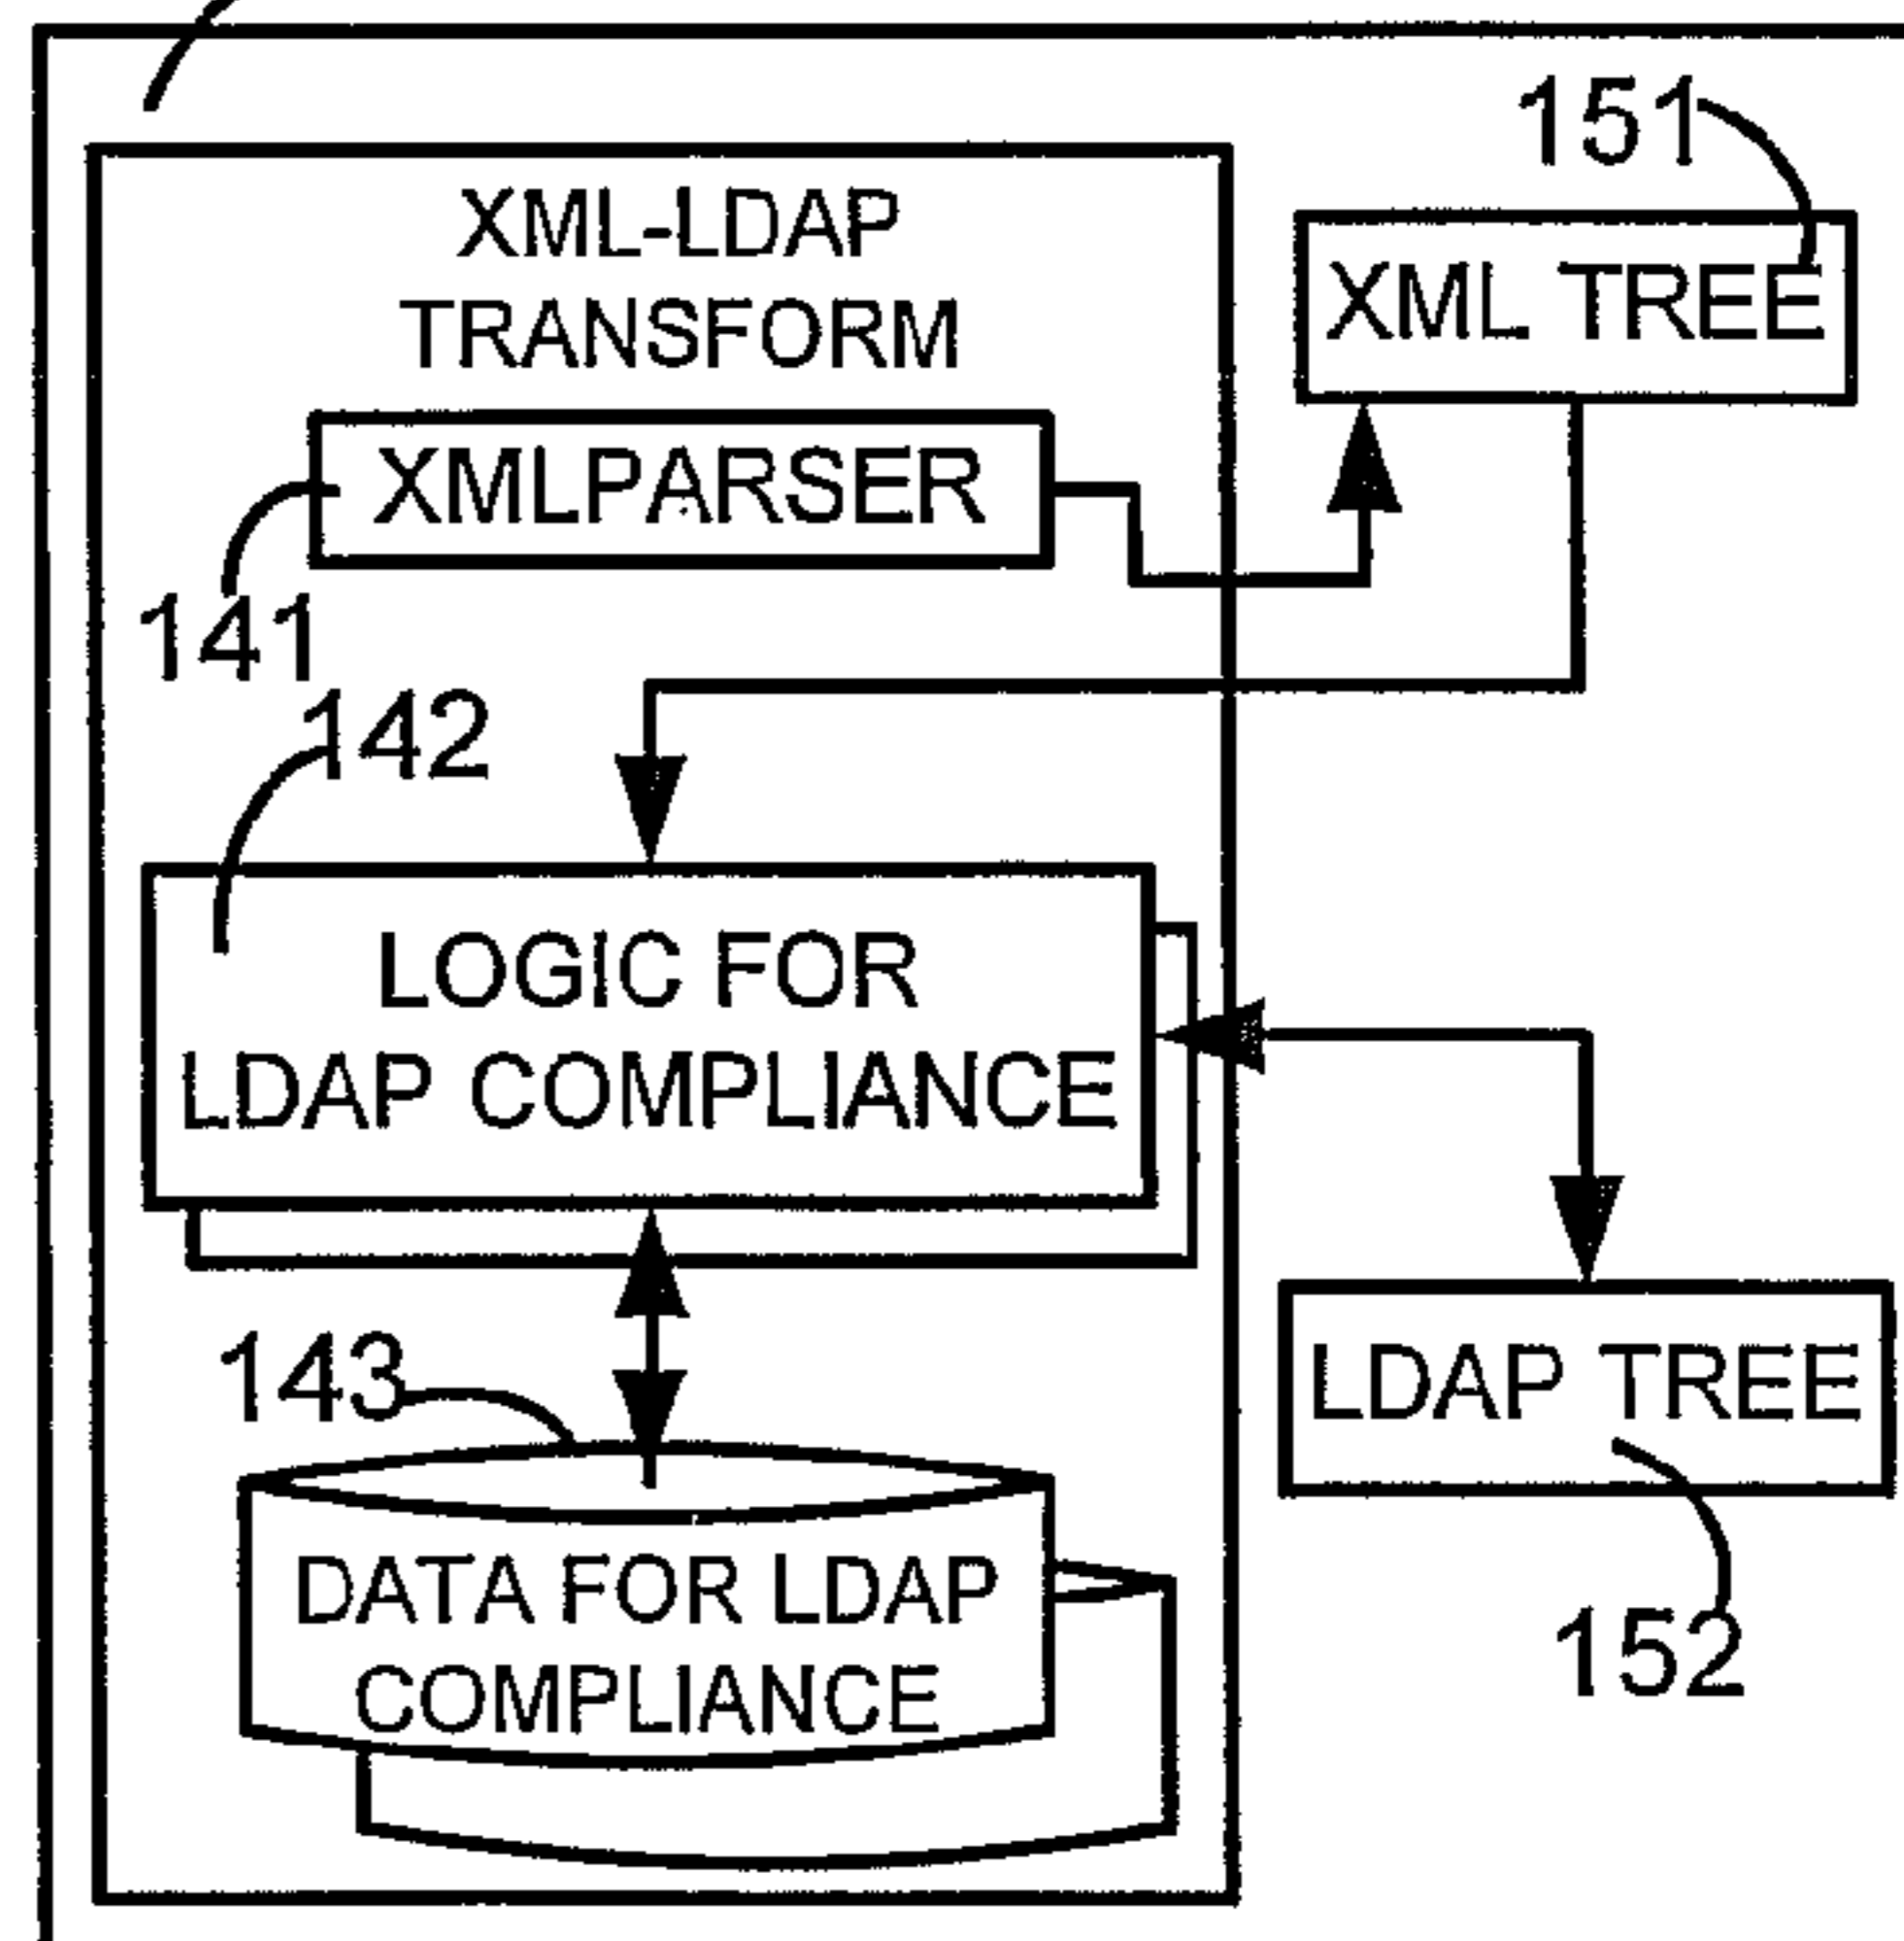 151
XML-LDAP
TRANSFORM
XML TREE
XMLPARSER
141
142
LOGIC FOR
LDAP COMPLIANCE
143
LDAP TREE
DATA FOR LDAP
COMPLIANCE
152